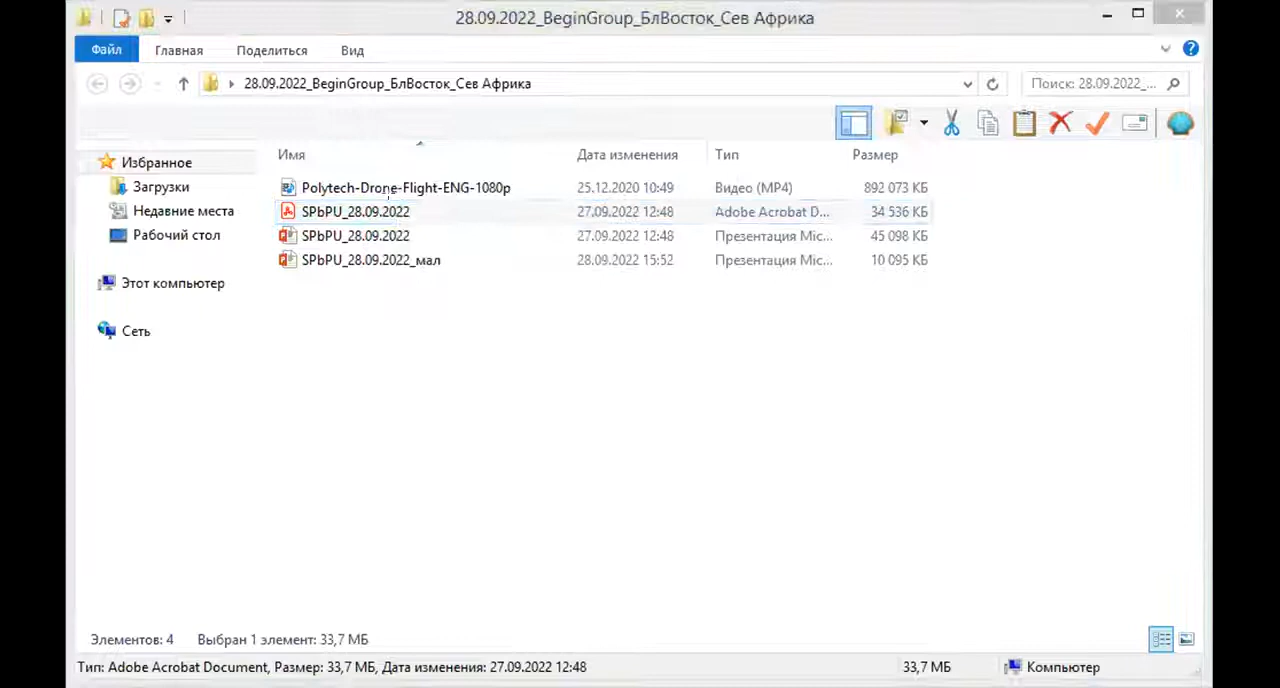 28.09.2022_BeginGroup_БлВосток_Сев Африка
Файл Главная Поделиться Вид
28.09.2022_BeginGroup_БлВосток_Сев Африка Поиск: 28.09.2022_...
Имя Дата изменения Тип Размер
Избранное
Загрузки
Недавние места
Рабочий стол
Этот компьютер
Сеть
Polytech-Drone-Flight-ENG-1080p 25.12.2020 10:49 Видео (MP4) 892 073 КБ
SPbPU_28.09.2022 27.09.2022 12:48 Adobe Acrobat D... 34 536 КБ
SPbPU_28.09.2022 27.09.2022 12:48 Презентация Mic... 45 098 КБ
SPbPU_28.09.2022_мал 28.09.2022 15:52 Презентация Mic... 10 095 КБ
Элементов: 4 Выбран 1 элемент: 33,7 МБ
Тип: Adobe Acrobat Document, Размер: 33,7 МБ, Дата изменения: 27.09.2022 12:48 33,7 МБ Компьютер